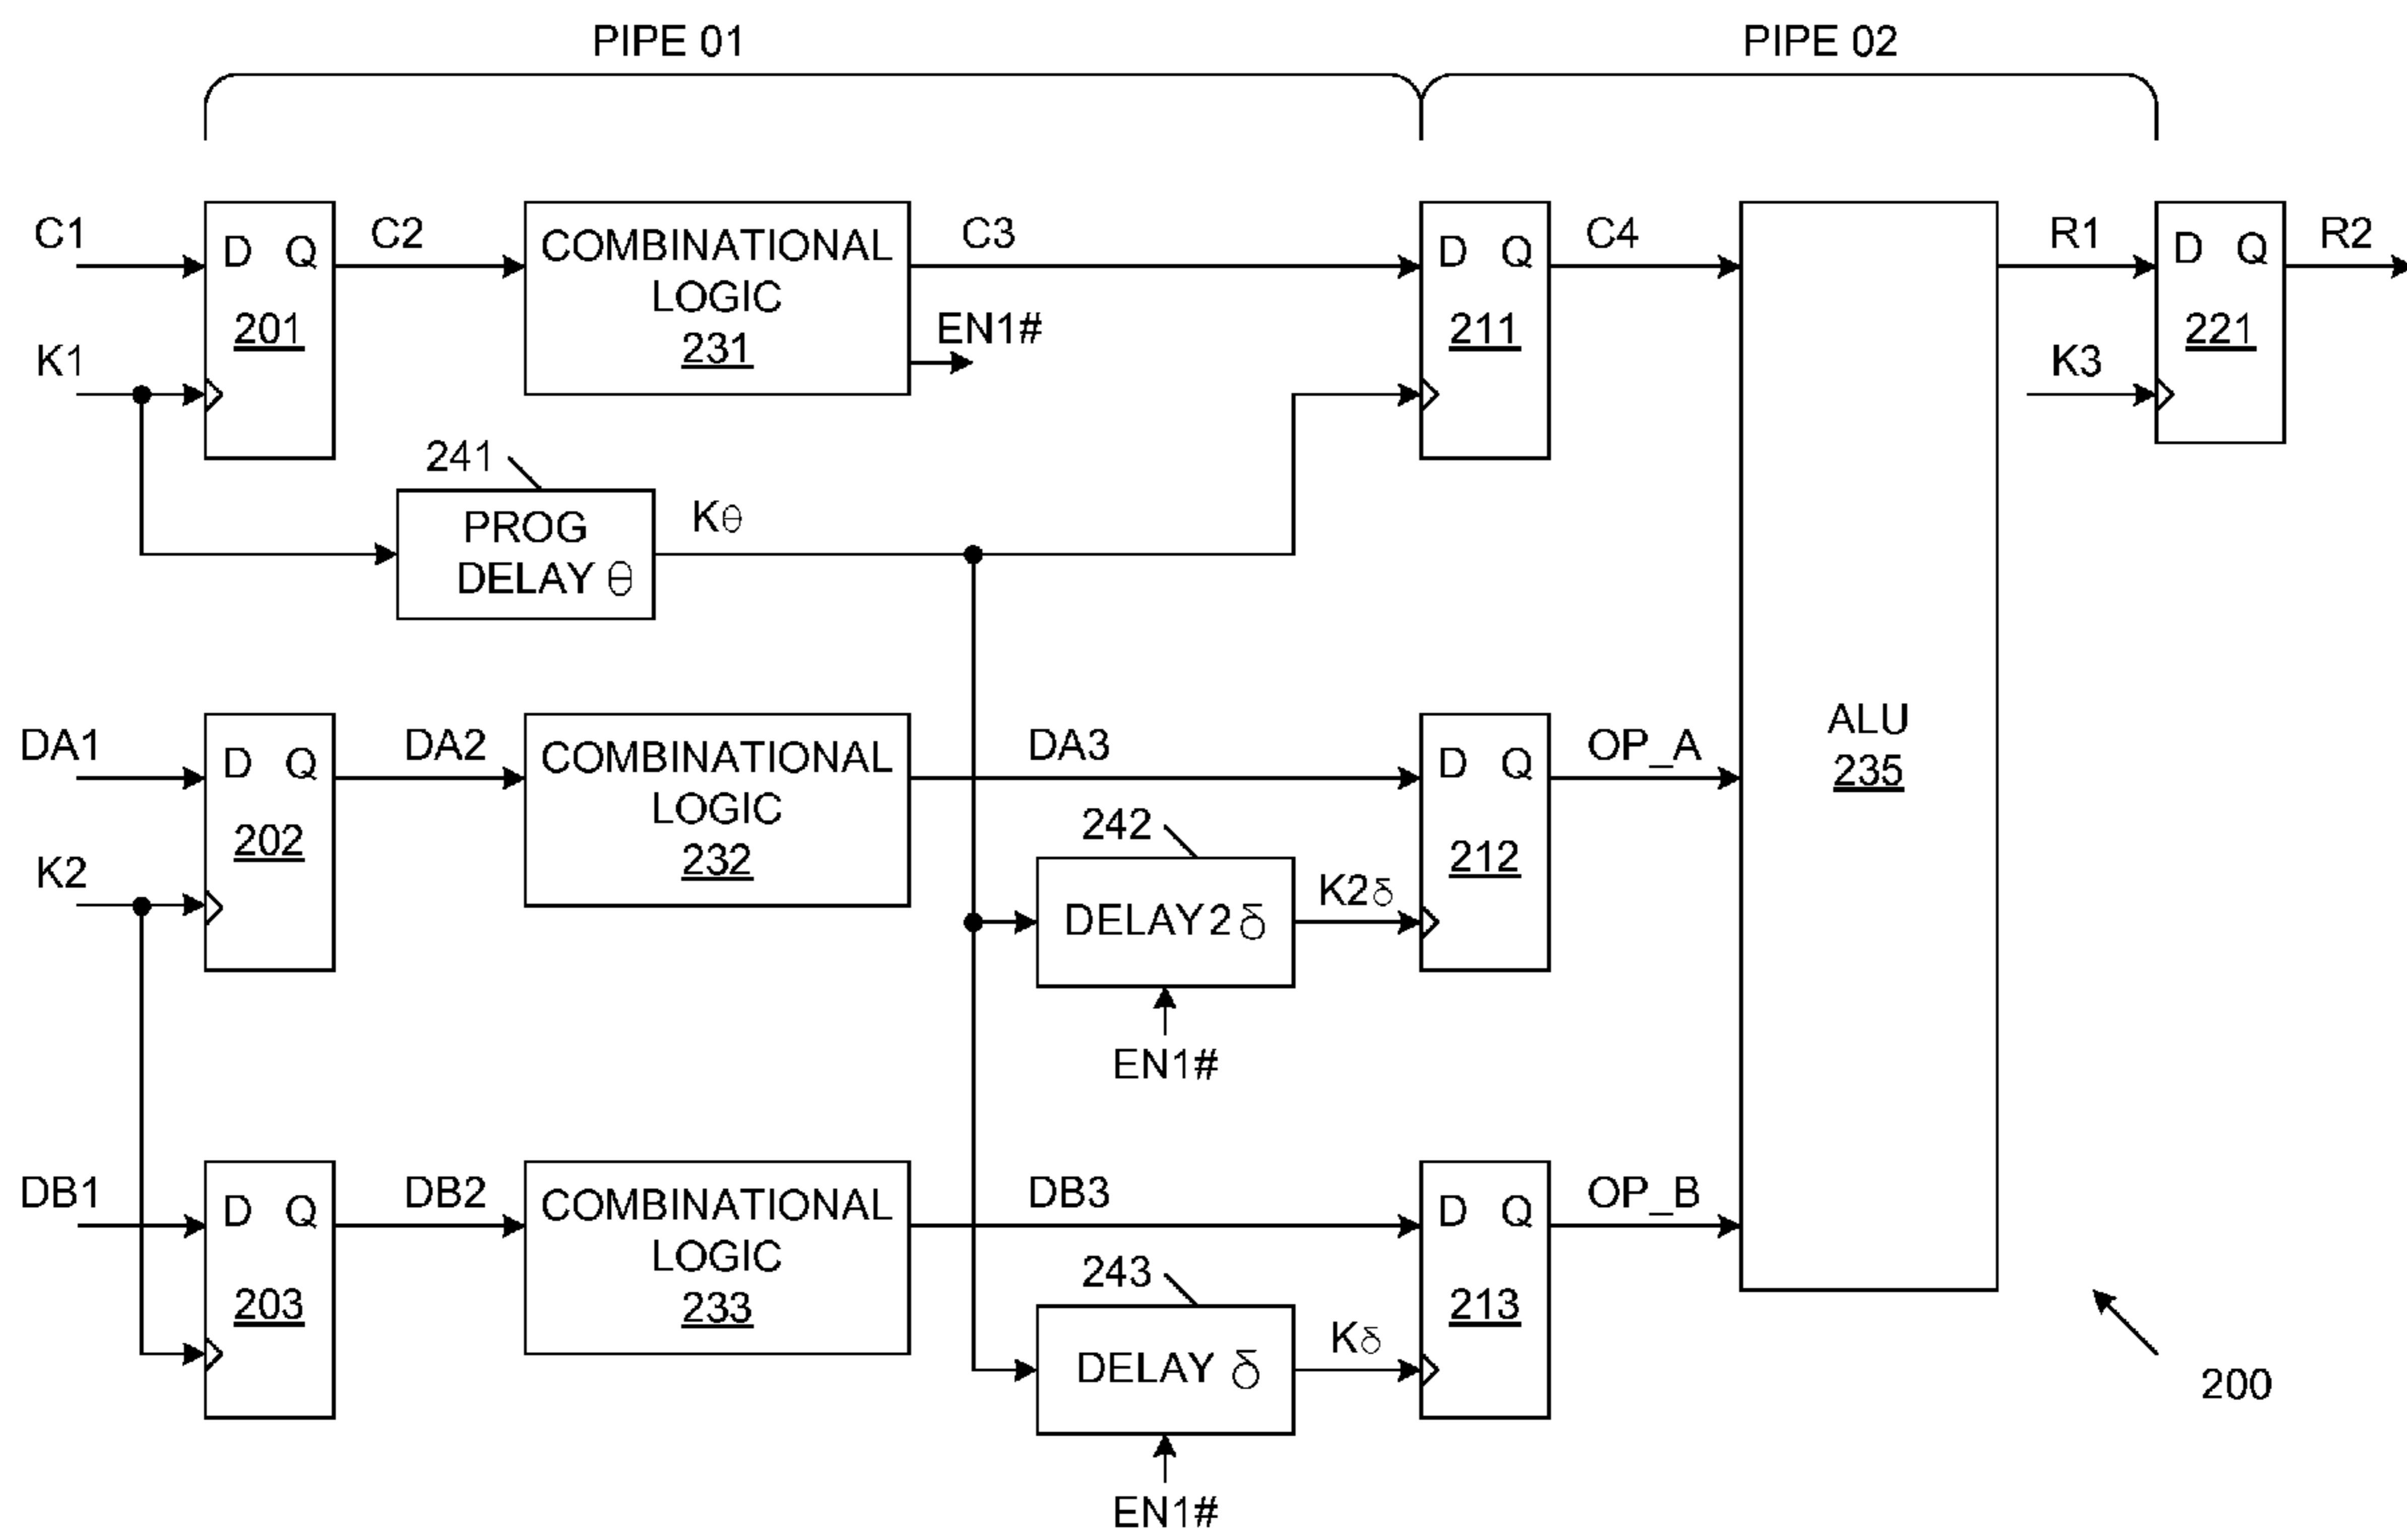 PIPE 01
PIPE 02
C1
D Q
201
C2
COMBINATIONAL
LOGIC
231
C3
EN1#
D Q
211
C4
R1
D Q
221
R2
K1
K3
241
PROG
DELAY θ
Kθ
DA1
D Q
202
DA2
COMBINATIONAL
LOGIC
232
DA3
D Q
212
OP_A
ALU
235
K2
242
DELAY2 δ
K2δ
EN1#
DB1
D Q
203
DB2
COMBINATIONAL
LOGIC
233
DB3
D Q
213
OP_B
243
DELAY δ
Kδ
EN1#
200